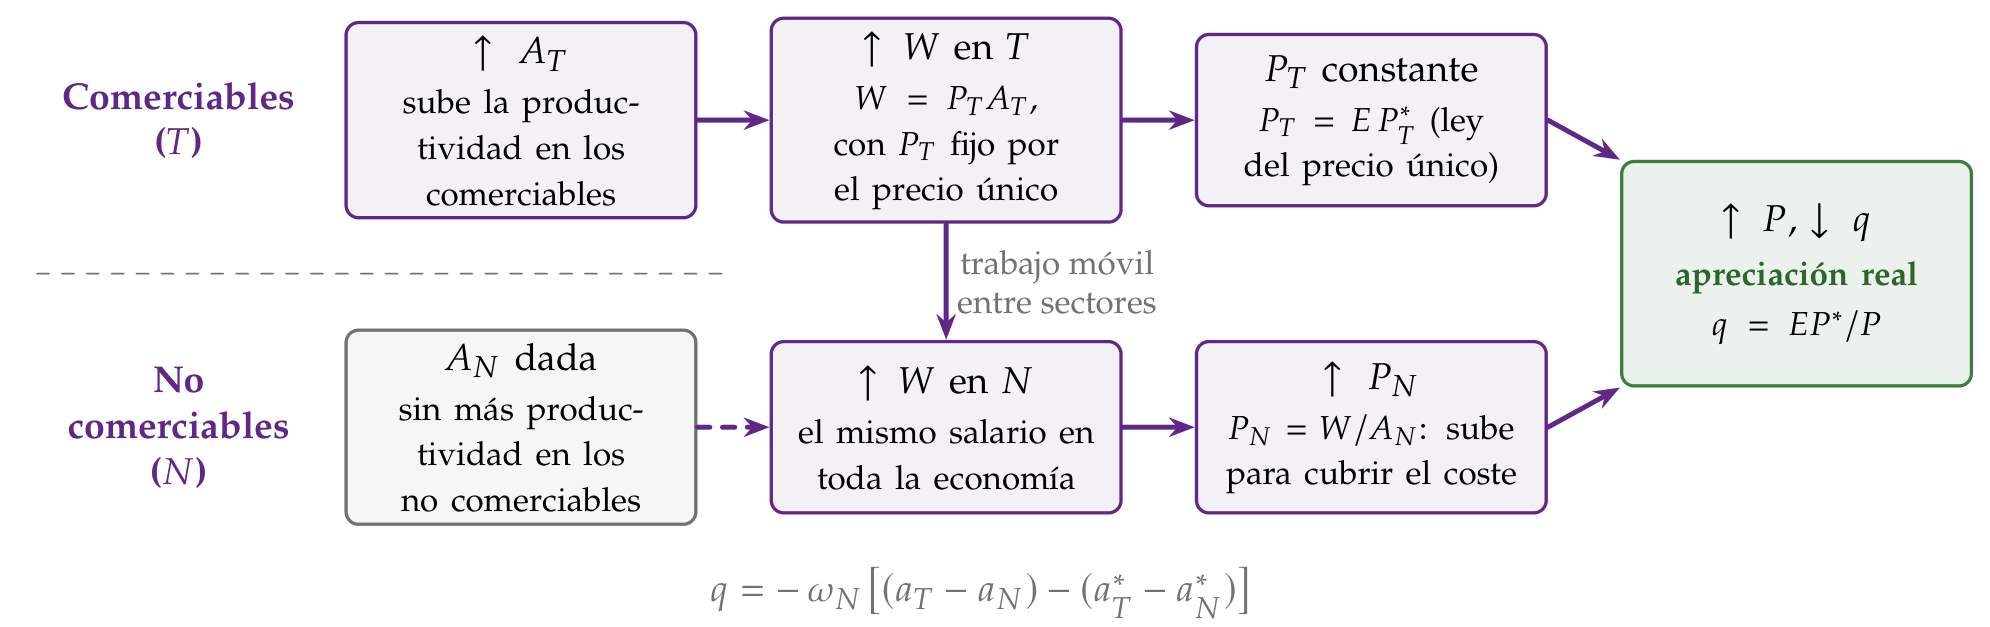 Comerciables
(T)
↑ A_T
sube la produc-
tividad en los
comerciables
↑ W en T
W = P_T A_T,
con P_T fijo por
el precio único
P_T constante
P_T = E P_T^* (ley
del precio único)
↑ P, ↓ q
apreciación real
q = EP^*/P
trabajo móvil
entre sectores
No
comerciables
(N)
A_N dada
sin más produc-
tividad en los
no comerciables
↑ W en N
el mismo salario en
toda la economía
↑ P_N
P_N = W/A_N: sube
para cubrir el coste
q = − ω_N [(a_T − a_N) − (a_T^* − a_N^*)]